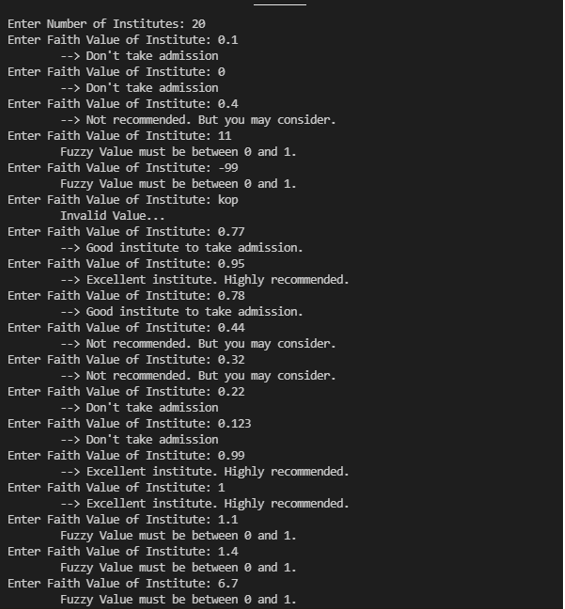 Enter Number of Institutes: 20
Enter Faith Value of Institute: 0.1
--> Don't take admission
Enter Faith Value of Institute: 0
--> Don't take admission
Enter Faith Value of Institute: 0.4
--> Not recommended. But you may consider.
Enter Faith Value of Institute: 11
Fuzzy Value must be between 0 and 1.
Enter Faith Value of Institute: -99
Fuzzy Value must be between 0 and 1.
Enter Faith Value of Institute: kop
Invalid Value...
Enter Faith Value of Institute: 0.77
--> Good institute to take admission.
Enter Faith Value of Institute: 0.95
--> Excellent institute. Highly recommended.
Enter Faith Value of Institute: 0.78
--> Good institute to take admission.
Enter Faith Value of Institute: 0.44
--> Not recommended. But you may consider.
Enter Faith Value of Institute: 0.32
--> Not recommended. But you may consider.
Enter Faith Value of Institute: 0.22
--> Don't take admission
Enter Faith Value of Institute: 0.123
--> Don't take admission
Enter Faith Value of Institute: 0.99
--> Excellent institute. Highly recommended.
Enter Faith Value of Institute: 1
--> Excellent institute. Highly recommended.
Enter Faith Value of Institute: 1.1
Fuzzy Value must be between 0 and 1.
Enter Faith Value of Institute: 1.4
Fuzzy Value must be between 0 and 1.
Enter Faith Value of Institute: 6.7
Fuzzy Value must be between 0 and 1.